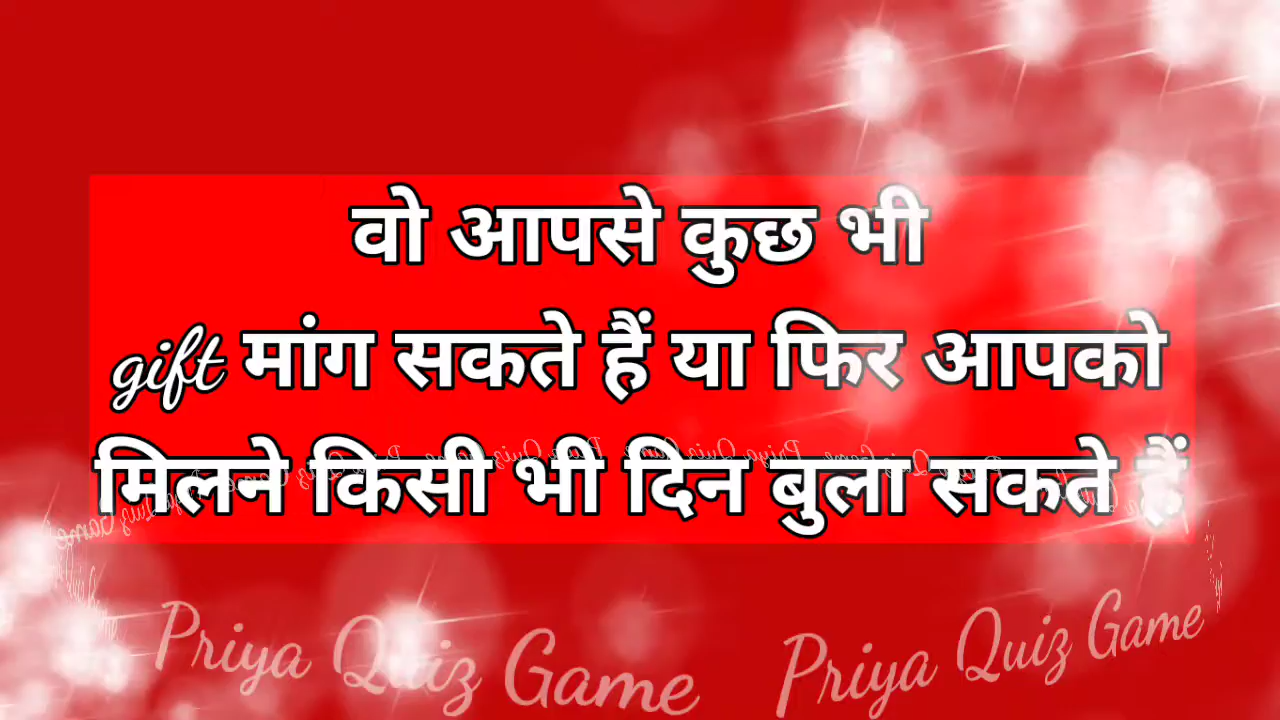 वो आपसे कुछ भी
gift मांग सकते हैं या फिर आपको
मिलने किसी भी दिन बुला सकते हैं
Priya Quiz Game Priya Quiz Game